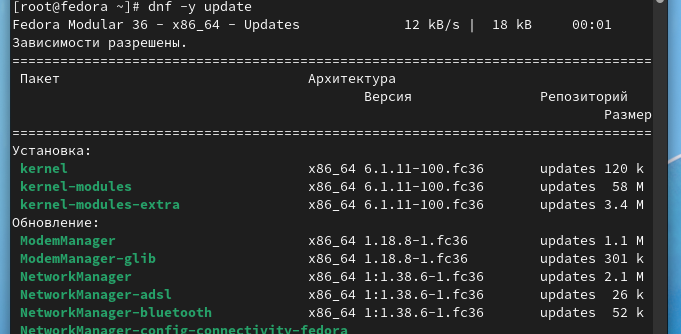 [root@fedora ~]# dnf -y update
Fedora Modular 36 - x86_64 - Updates 12 kB/s | 18 kB 00:01
Зависимости разрешены.
================================================================================
Пакет Архитектура
Версия Репозиторий
Размер
================================================================================
Установка:
kernel x86_64 6.1.11-100.fc36 updates 120 k
kernel-modules x86_64 6.1.11-100.fc36 updates 58 M
kernel-modules-extra x86_64 6.1.11-100.fc36 updates 3.4 M
Обновление:
ModemManager x86_64 1.18.8-1.fc36 updates 1.1 M
ModemManager-glib x86_64 1.18.8-1.fc36 updates 301 k
NetworkManager x86_64 1:1.38.6-1.fc36 updates 2.1 M
NetworkManager-adsl x86_64 1:1.38.6-1.fc36 updates 26 k
NetworkManager-bluetooth x86_64 1:1.38.6-1.fc36 updates 52 k
NetworkManager-config-connectivity-fedora